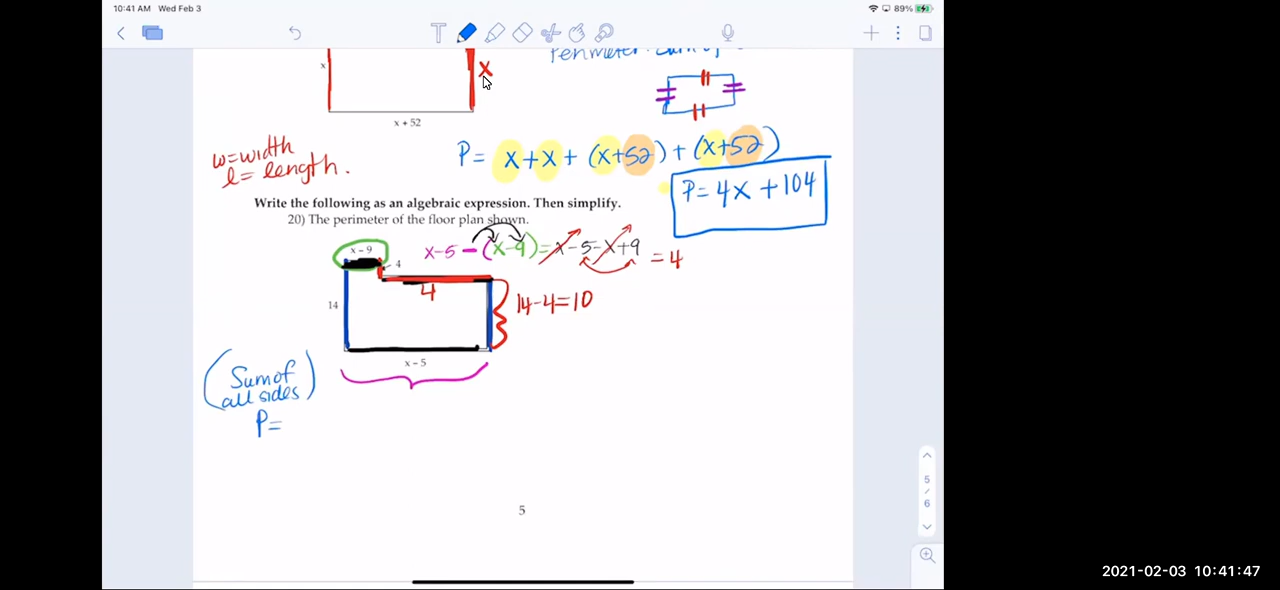 10:41 AM Wed Feb 3
89%
T
Perimeter: Sum of
x
x
x + 52
w=width
l= length.
P= x+x + (x+52) + (x+52)
P= 4x +104
Write the following as an algebraic expression. Then simplify.
20) The perimeter of the floor plan shown.
x - 9
x-5 - (x-9) = x-5-x+9
= 4
4
4
14
14-4=10
x - 5
(Sum of
all sides)
P=
5
5
/
6
2021-02-03 10:41:47